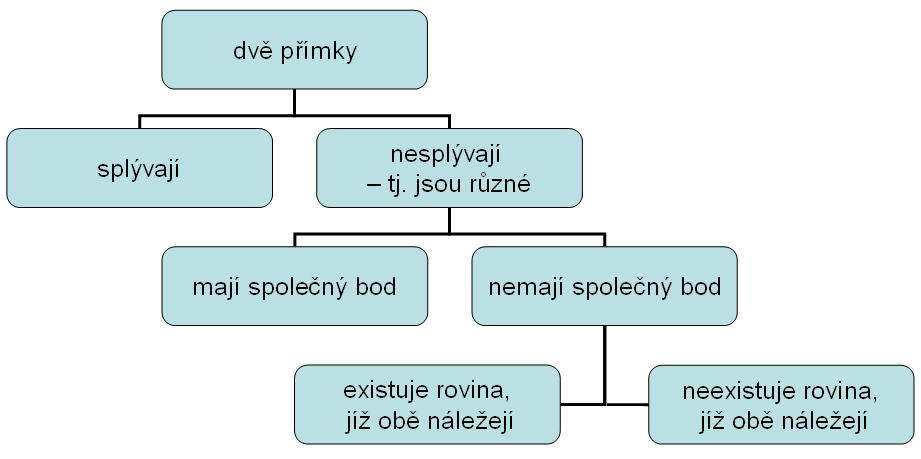 dvě přímky
splývají
nesplývají
– tj. jsou různé
mají společný bod
nemají společný bod
existuje rovina,
jíž obě náležejí
neexistuje rovina,
jíž obě náležejí